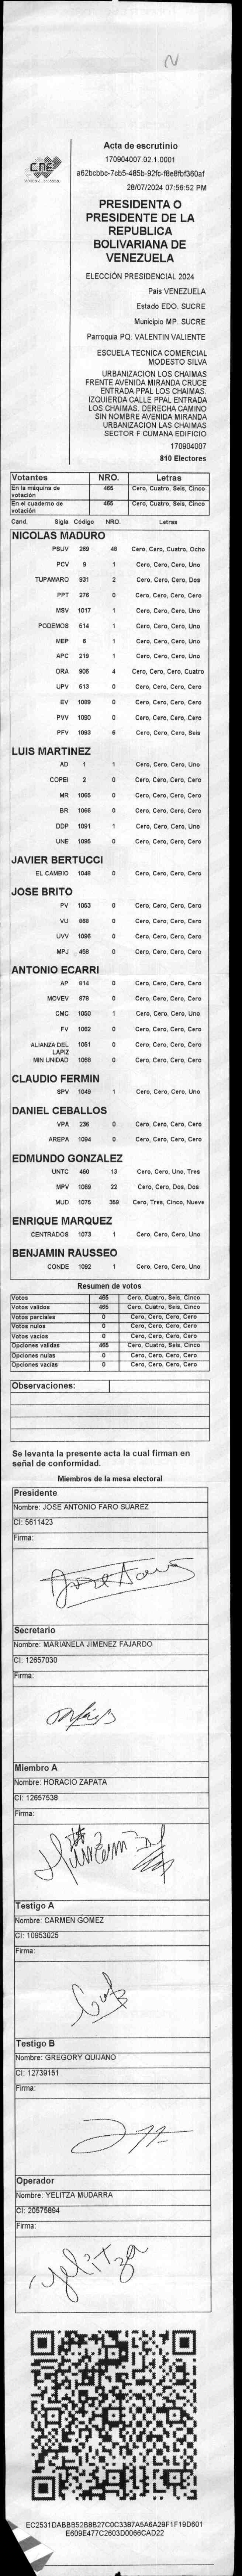 N
CNE
Acta de escrutinio
170904007.02.1.0001
a62bcbbc-7cb5-485b-92fc-f8e8fbf360af
28/07/2024 07:56:52 PM
PRESIDENTA O
PRESIDENTE DE LA
REPUBLICA
BOLIVARIANA DE
VENEZUELA
ELECCIÓN PRESIDENCIAL 2024
Pais VENEZUELA
Estado EDO. SUCRE
Municipio MP. SUCRE
Parroquia PQ. VALENTIN VALIENTE
ESCUELA TECNICA COMERCIAL
MODESTO SILVA
URBANIZACION LOS CHAIMAS
FRENTE AVENIDA MIRANDA CRUCE
ENTRADA PPAL LOS CHAIMAS.
IZQUIERDA CALLE PPAL ENTRADA
LOS CHAIMAS. DERECHA CAMINO
SIN NOMBRE AVENIDA MIRANDA
URBANIZACION LAS CHAIMAS
SECTOR F CUMANA EDIFICIO
170904007
810 Electores
Votantes NRO. Letras
En la máquina de votación 465 Cero, Cuatro, Seis, Cinco
En el cuaderno de votación 465 Cero, Cuatro, Seis, Cinco
Cand. Sigla Código NRO. Letras
NICOLAS MADURO
PSUV 269 48 Cero, Cero, Cuatro, Ocho
PCV 9 1 Cero, Cero, Cero, Uno
TUPAMARO 931 2 Cero, Cero, Cero, Dos
PPT 276 0 Cero, Cero, Cero, Cero
MSV 1017 1 Cero, Cero, Cero, Uno
PODEMOS 514 1 Cero, Cero, Cero, Uno
MEP 6 1 Cero, Cero, Cero, Uno
APC 219 1 Cero, Cero, Cero, Uno
ORA 906 4 Cero, Cero, Cero, Cuatro
UPV 513 0 Cero, Cero, Cero, Cero
EV 1089 0 Cero, Cero, Cero, Cero
PVV 1090 0 Cero, Cero, Cero, Cero
PFV 1093 6 Cero, Cero, Cero, Seis
LUIS MARTINEZ
AD 1 1 Cero, Cero, Cero, Uno
COPEI 2 0 Cero, Cero, Cero, Cero
MR 1065 0 Cero, Cero, Cero, Cero
BR 1066 0 Cero, Cero, Cero, Cero
DDP 1091 1 Cero, Cero, Cero, Uno
UNE 1095 0 Cero, Cero, Cero, Cero
JAVIER BERTUCCI
EL CAMBIO 1048 0 Cero, Cero, Cero, Cero
JOSE BRITO
PV 1053 0 Cero, Cero, Cero, Cero
VU 868 0 Cero, Cero, Cero, Cero
UVV 1096 0 Cero, Cero, Cero, Cero
MPJ 458 0 Cero, Cero, Cero, Cero
ANTONIO ECARRI
AP 814 0 Cero, Cero, Cero, Cero
MOVEV 878 0 Cero, Cero, Cero, Cero
CMC 1050 1 Cero, Cero, Cero, Uno
FV 1062 0 Cero, Cero, Cero, Cero
ALIANZA DEL LAPIZ 1051 0 Cero, Cero, Cero, Cero
MIN UNIDAD 1068 0 Cero, Cero, Cero, Cero
CLAUDIO FERMIN
SPV 1049 1 Cero, Cero, Cero, Uno
DANIEL CEBALLOS
VPA 236 0 Cero, Cero, Cero, Cero
AREPA 1094 0 Cero, Cero, Cero, Cero
EDMUNDO GONZALEZ
UNTC 460 13 Cero, Cero, Uno, Tres
MPV 1069 22 Cero, Cero, Dos, Dos
MUD 1075 359 Cero, Tres, Cinco, Nueve
ENRIQUE MARQUEZ
CENTRADOS 1073 1 Cero, Cero, Cero, Uno
BENJAMIN RAUSSEO
CONDE 1092 1 Cero, Cero, Cero, Uno
Resumen de votos
Votos 465 Cero, Cuatro, Seis, Cinco
Votos validos 465 Cero, Cuatro, Seis, Cinco
Votos parciales 0 Cero, Cero, Cero, Cero
Votos nulos 0 Cero, Cero, Cero, Cero
Votos vacios 0 Cero, Cero, Cero, Cero
Opciones validas 465 Cero, Cuatro, Seis, Cinco
Opciones nulas 0 Cero, Cero, Cero, Cero
Opciones vacias 0 Cero, Cero, Cero, Cero
Observaciones:
Se levanta la presente acta la cual firman en
señal de conformidad.
Miembros de la mesa electoral
Presidente
Nombre: JOSE ANTONIO FARO SUAREZ
CI: 5611423
Firma:
Secretario
Nombre: MARIANELA JIMENEZ FAJARDO
CI: 12657030
Firma:
Miembro A
Nombre: HORACIO ZAPATA
CI: 12657538
Firma:
Testigo A
Nombre: CARMEN GOMEZ
CI: 10953025
Firma:
Testigo B
Nombre: GREGORY QUIJANO
CI: 12739151
Firma:
Operador
Nombre: YELITZA MUDARRA
CI: 20575894
Firma:
Yelitza
EC2531DABBB52B8B27C0C3387A5A6A29F1F19D601
E609E477C2603D0066CAD22